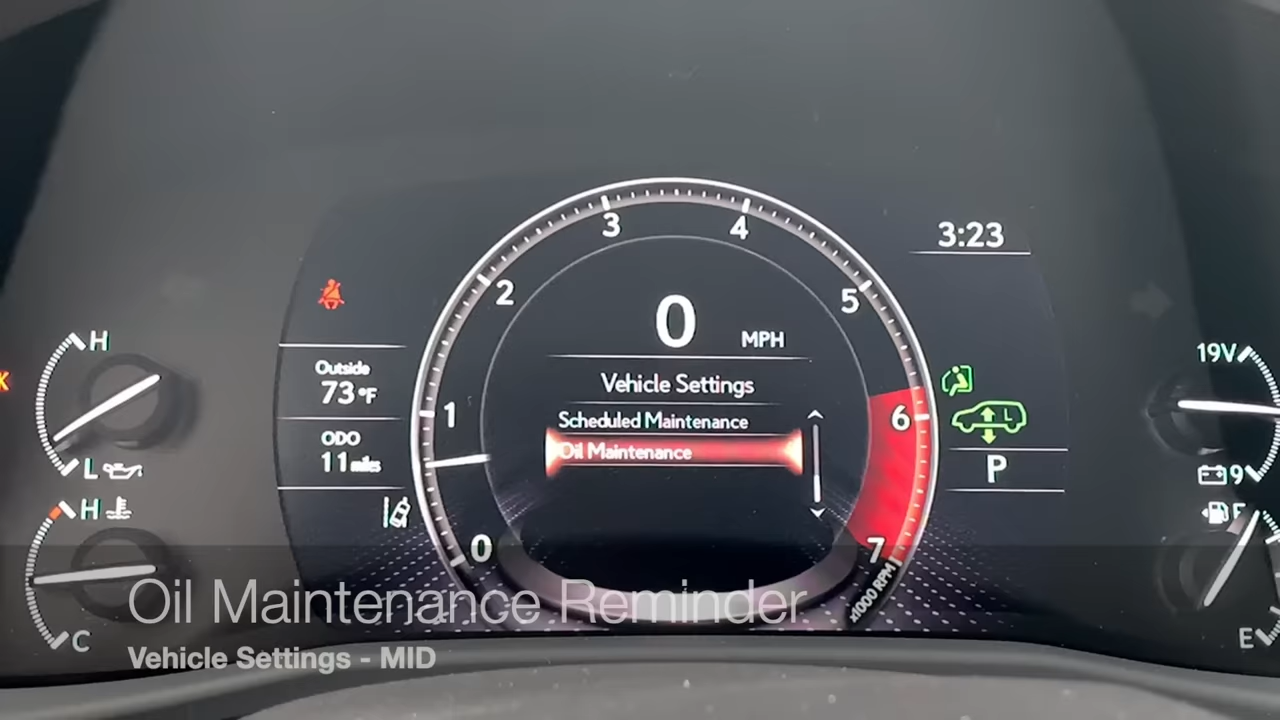 3:23
3
4
2
5
0 MPH
H
19V
Outside
73°F
Vehicle Settings
1
Scheduled Maintenance
6
L
ODO
11 miles
Oil Maintenance
L
P
9
H
F
0
7
x1000 RPM
C
E
Oil Maintenance Reminder
Vehicle Settings - MID